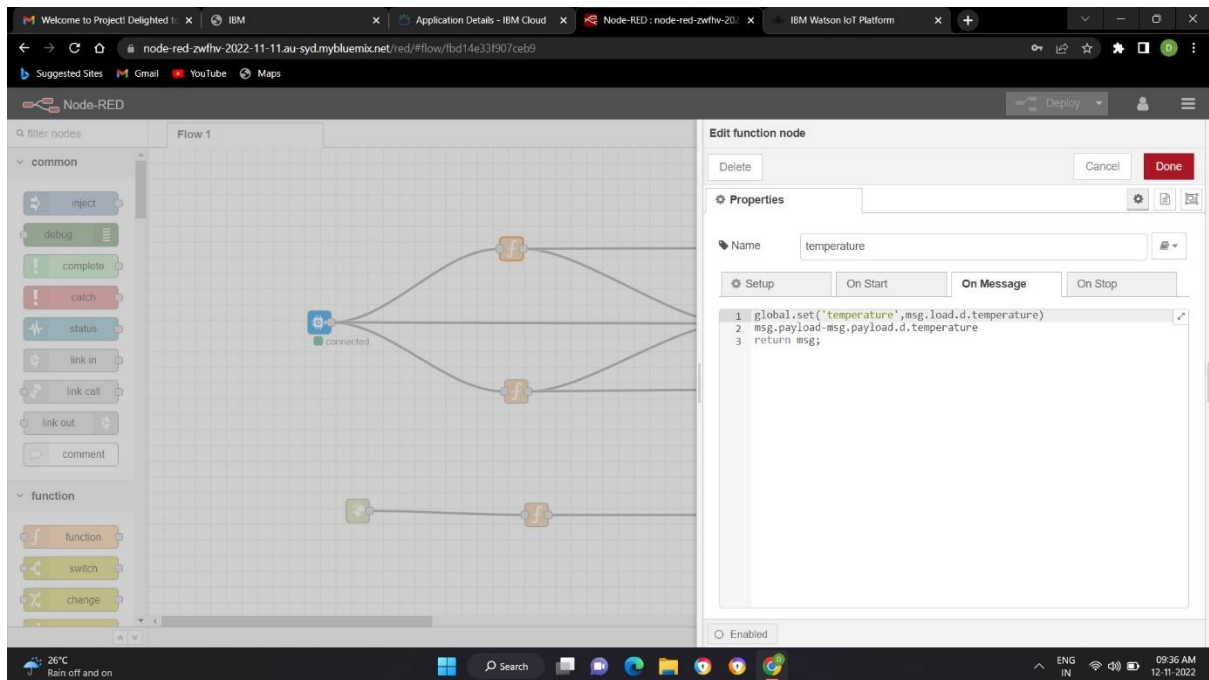 Welcome to Project! Delighted to
IBM
Application Details - IBM Cloud
Node-RED : node-red-zwfhv-202
IBM Watson IoT Platform
node-red-zwfhv-2022-11-11.au-syd.mybluemix.net/red/#flow/fbd14e33f907ceb9
D
Suggested Sites
Gmail
YouTube
Maps
Node-RED
Deploy
filter nodes
Flow 1
Edit function node
common
Delete
Cancel
Done
Properties
inject
debug
Name
temperature
complete
Setup
On Start
On Message
On Stop
catch
1 global.set('temperature',msg.load.d.temperature)
2 msg.payload-msg.payload.d.temperature
3 return msg;
status
connected
link in
link call
link out
comment
function
function
switch
change
Enabled
26°C
Rain off and on
Search
ENG
IN
09:36 AM
12-11-2022